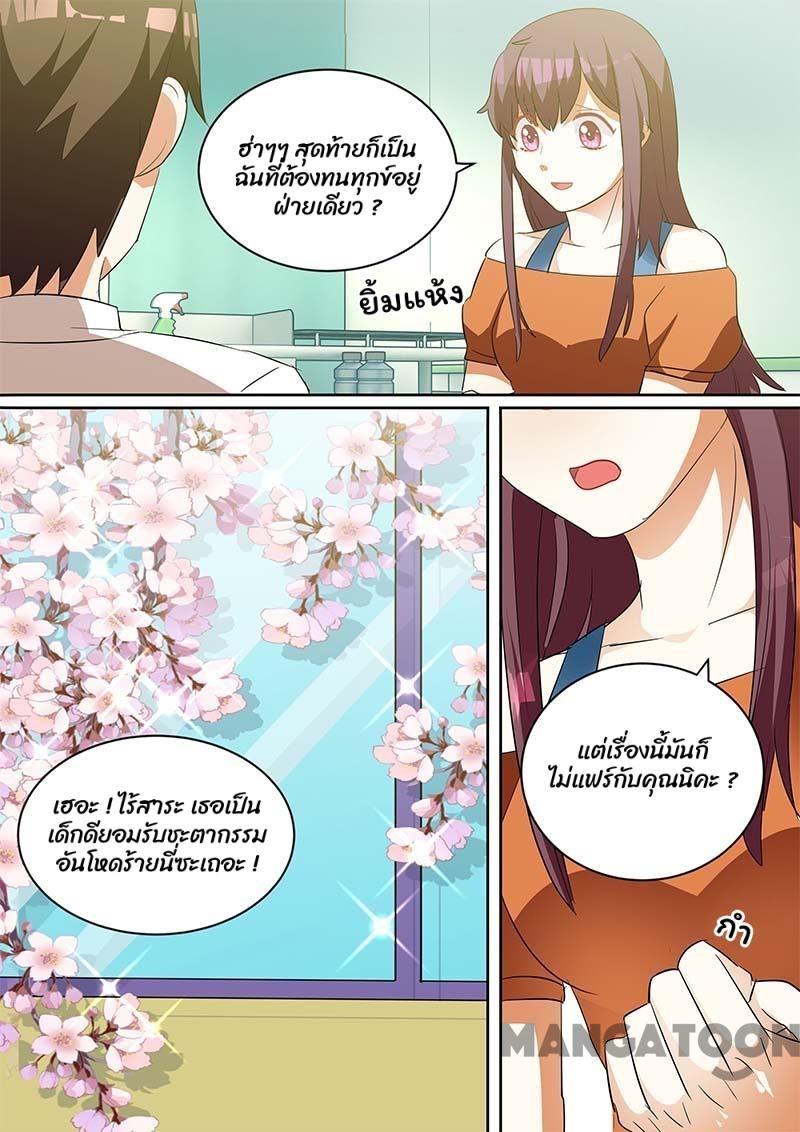 ฮ่าๆๆ สุดท้ายก็เป็น
ฉันที่ต้องทนทุกข์อยู่
ฝ่ายเดียว ?
ยิ้มแห้ง
เฮอะ ! ไร้สาระ เธอเป็น
เด็กดียอมรับชะตากรรม
อันโหดร้ายนี่ซะเถอะ !
แต่เรื่องนี้มันก็
ไม่แฟร์กับคุณนิคะ ?
กำ
MANGATOON